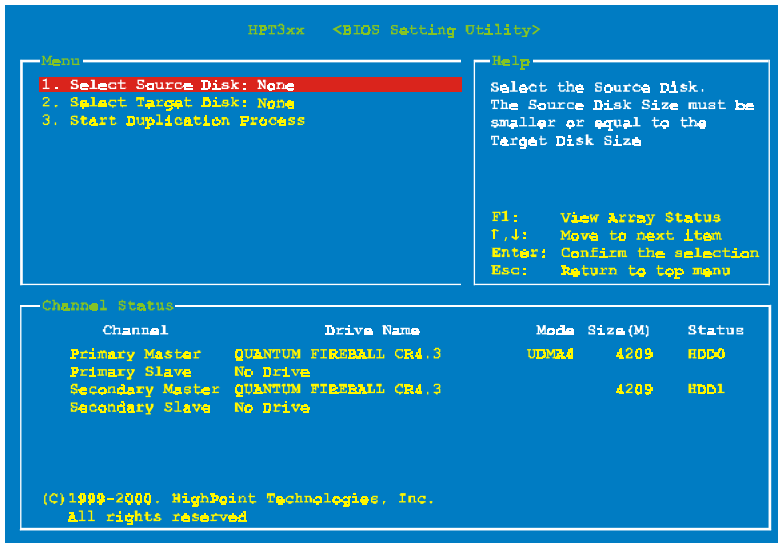 HPT3xx <BIOS Setting Utility>
Menu
1. Select Source Disk: None
2. Select Target Disk: None
3. Start Duplication Process
Help
Select the Source Disk.
The Source Disk Size must be
smaller or equal to the
Target Disk Size
F1: View Array Status
↑,↓: Move to next item
Enter: Confirm the selection
Esc: Return to top menu
Channel Status
Channel Drive Name Mode Size(M) Status
Primary Master QUANTUM FIREBALL CR4.3 UDMA4 4209 HDD0
Primary Slave No Drive
Secondary Master QUANTUM FIREBALL CR4.3 4209 HDD1
Secondary Slave No Drive
(C)1999-2000. HighPoint Technologies, Inc.
All rights reserved